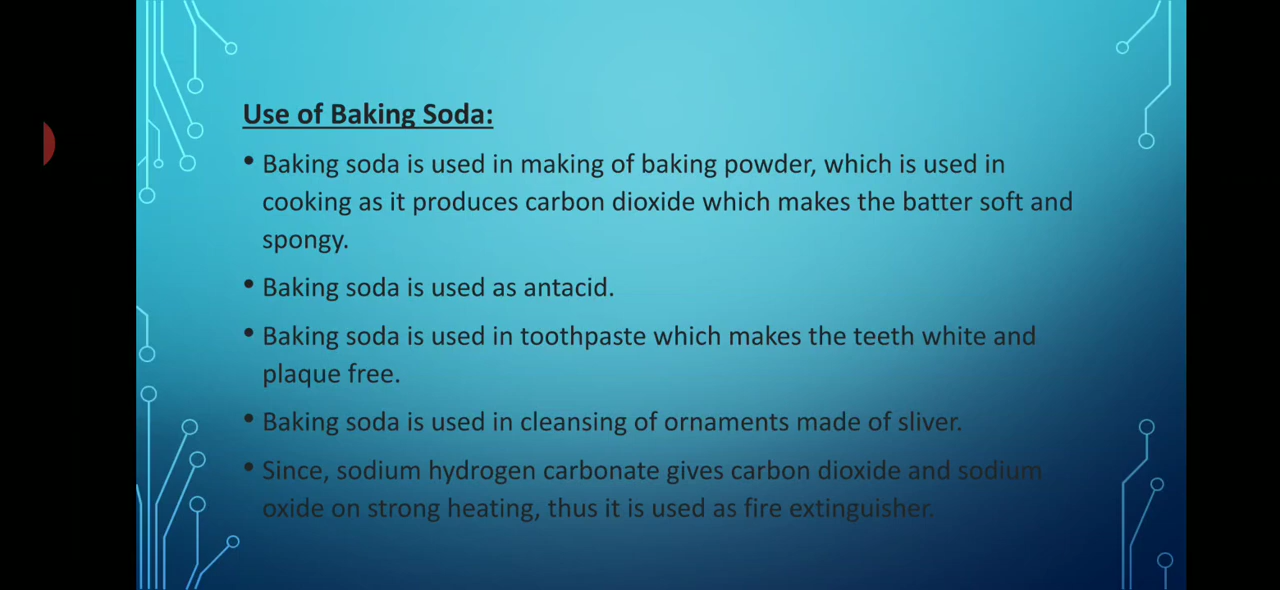 Use of Baking Soda:
• Baking soda is used in making of baking powder, which is used in
cooking as it produces carbon dioxide which makes the batter soft and
spongy.
• Baking soda is used as antacid.
• Baking soda is used in toothpaste which makes the teeth white and
plaque free.
• Baking soda is used in cleansing of ornaments made of sliver.
• Since, sodium hydrogen carbonate gives carbon dioxide and sodium
oxide on strong heating, thus it is used as fire extinguisher.